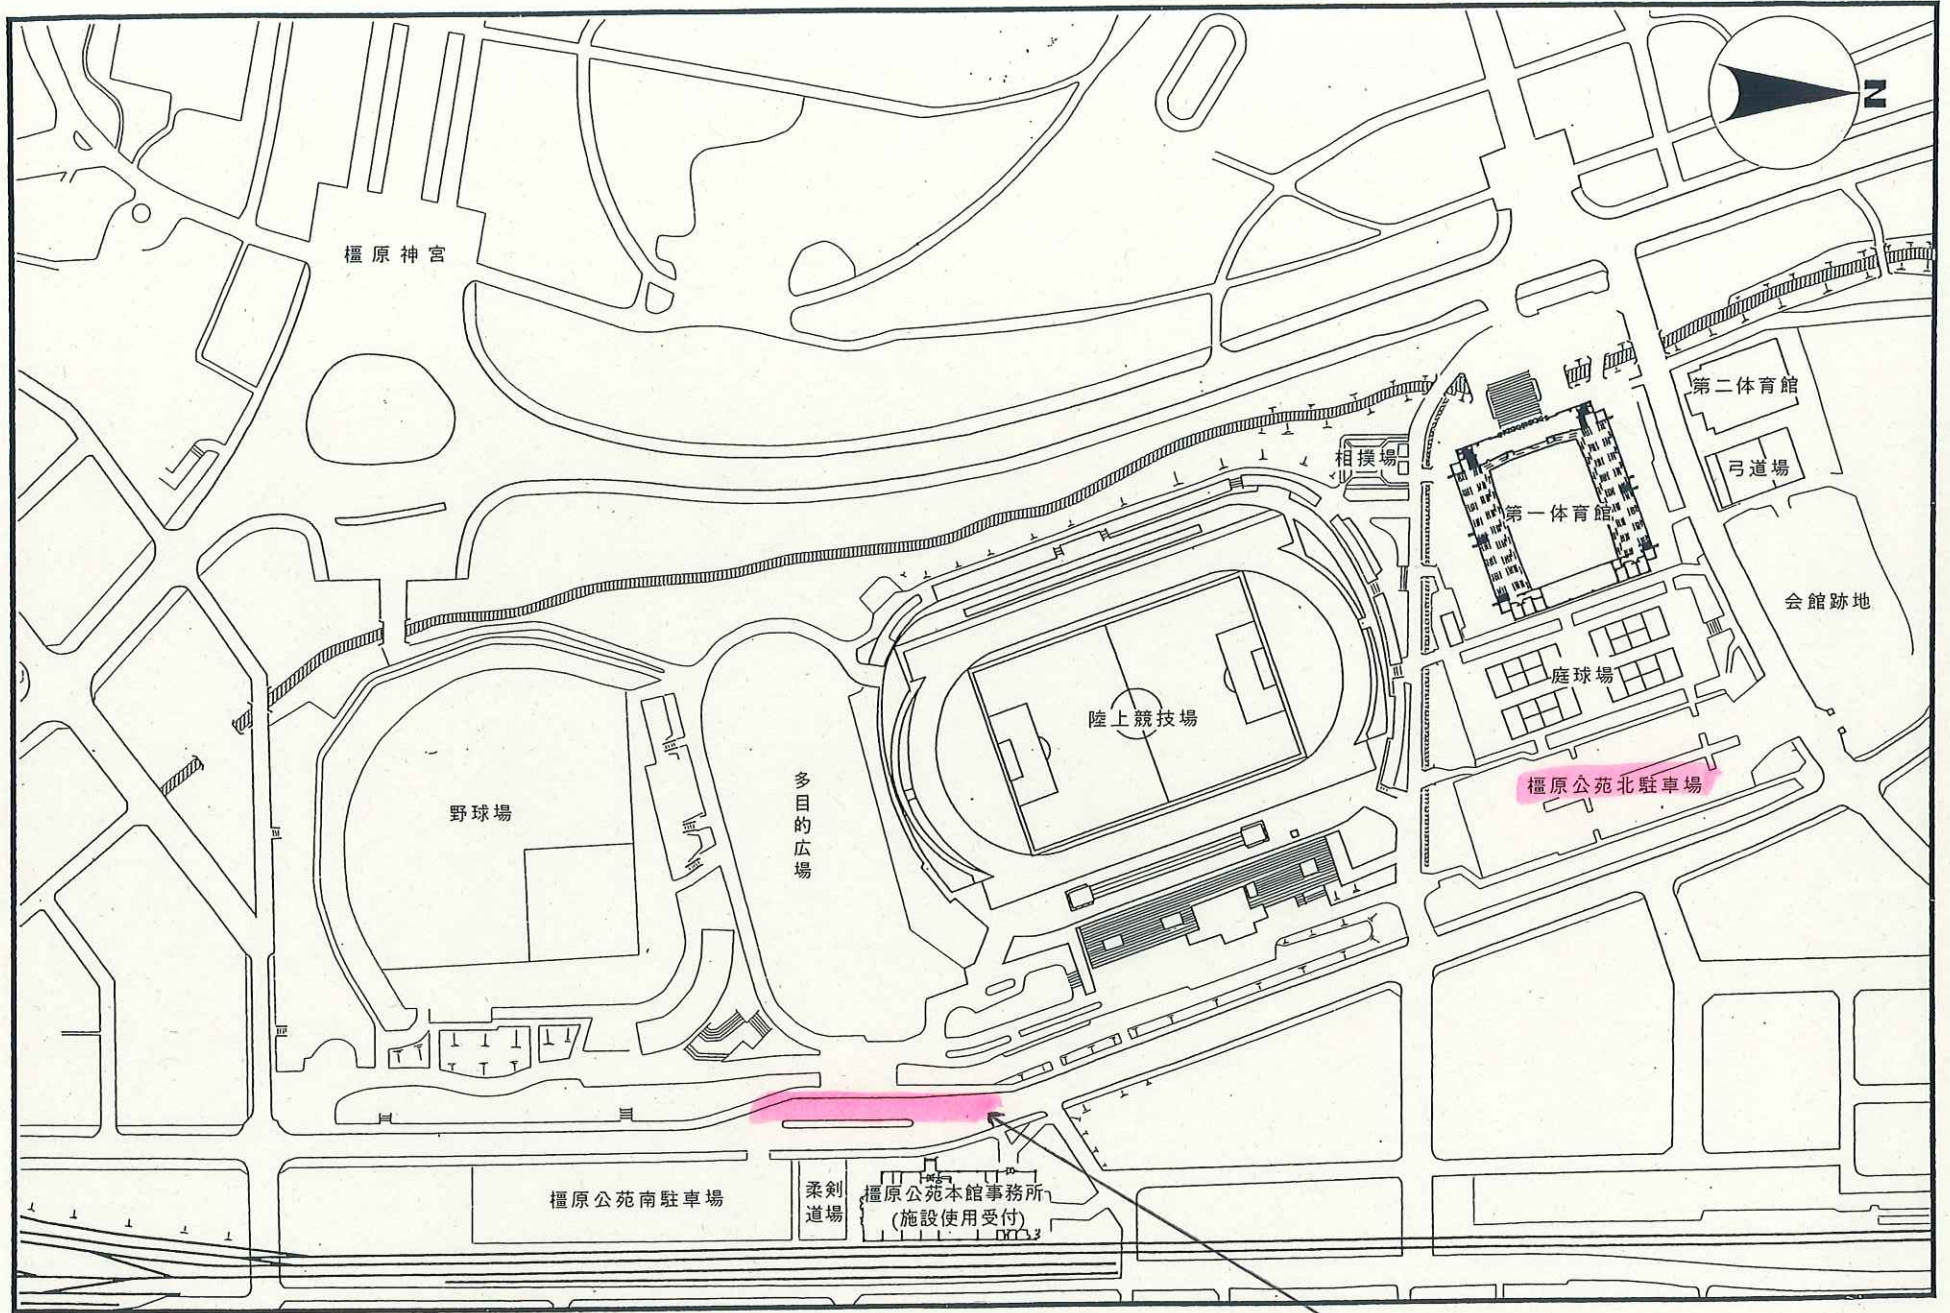 N
橿原神宮
第二体育館
相撲場
弓道場
第一体育館
会館跡地
庭球場
陸上競技場
橿原公苑北駐車場
野球場
多目的広場
橿原公苑南駐車場
柔剣
道場
橿原公苑本館事務所
(施設使用受付)